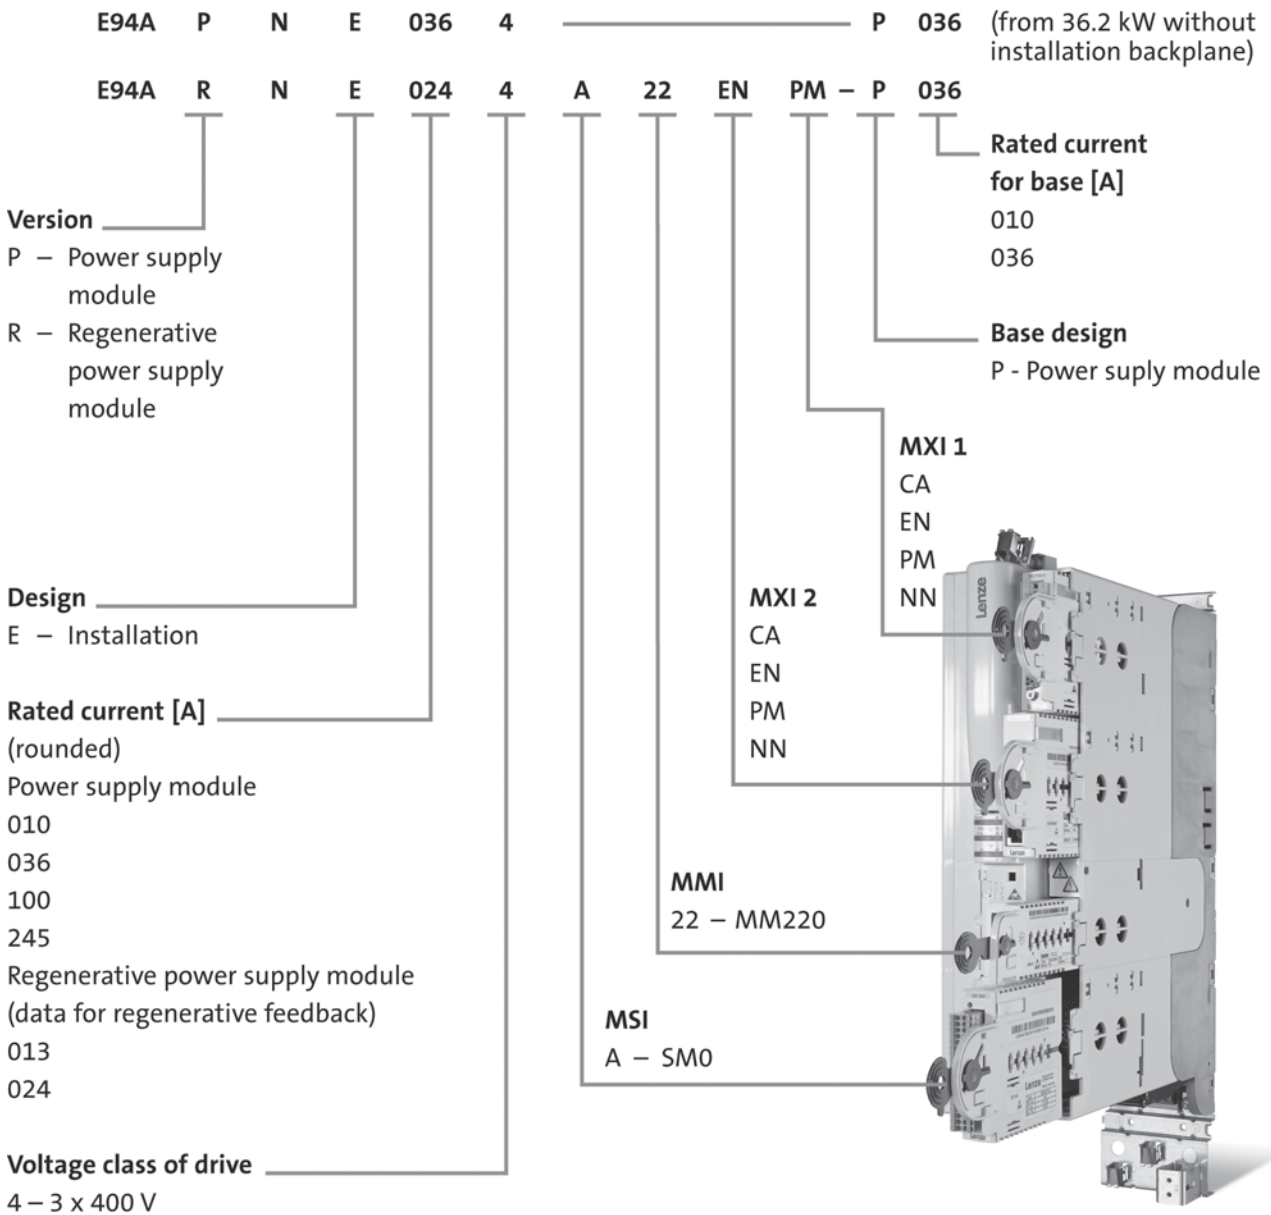 E94A P N E 036 4 P 036 (from 36.2 kW without
installation backplane)
E94A R N E 024 4 A 22 EN PM – P 036
Rated current
for base [A]
010
036
Version
P – Power supply
module
R – Regenerative
power supply
module
Base design
P - Power suply module
MXI 1
CA
EN
PM
NN
Design
E – Installation
MXI 2
CA
EN
PM
NN
Rated current [A]
(rounded)
Power supply module
010
036
100
245
Regenerative power supply module
(data for regenerative feedback)
013
024
MMI
22 – MM220
MSI
A – SM0
Voltage class of drive
4 – 3 x 400 V
Lenze
Lenze
Lenze